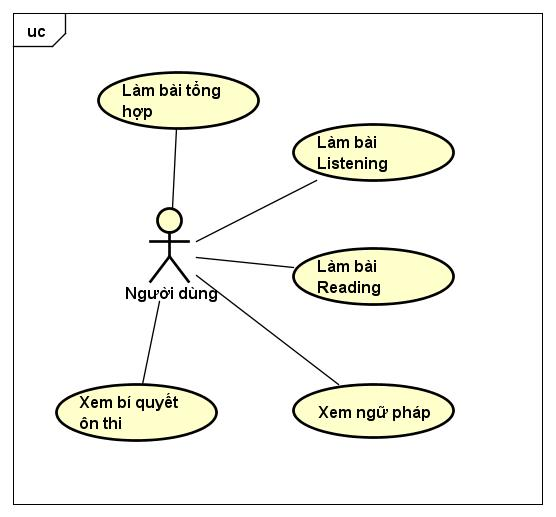 uc
Làm bài tổng
hợp
Làm bài
Listening
Làm bài
Reading
Người dùng
Xem bí quyết
ôn thi
Xem ngữ pháp